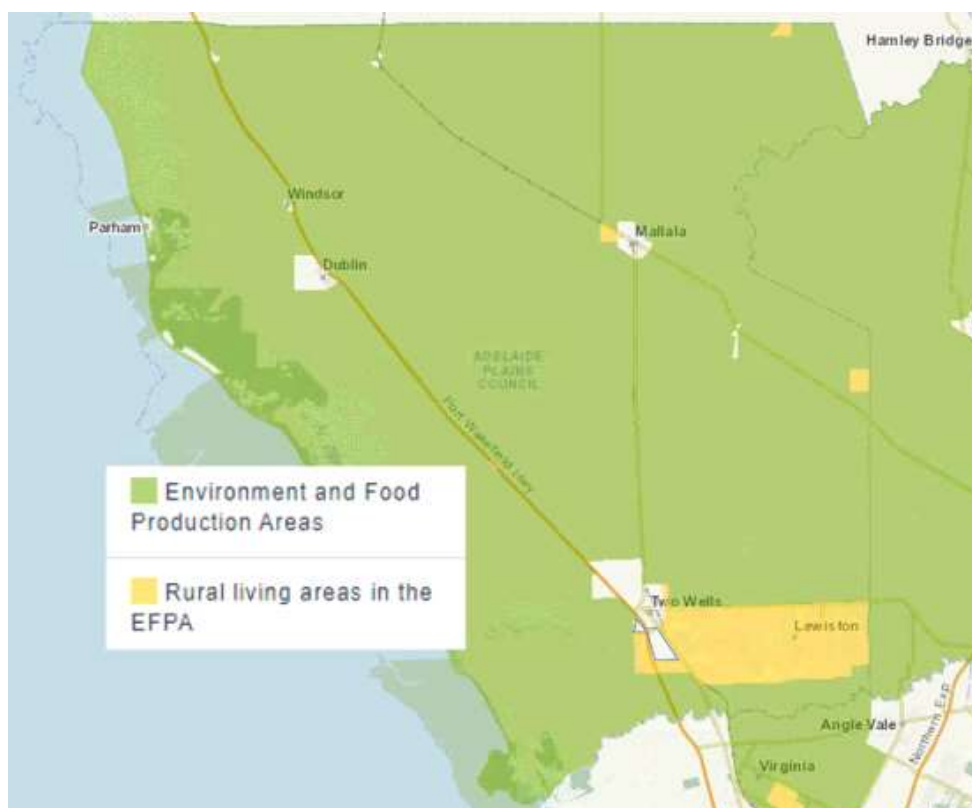 Hamley Bridge
Windsor
Parham
Mallala
Dublin
ADELAIDE
PLAINS
COUNCIL
Port Wakefield Hwy
Environment and Food
Production Areas
Rural living areas in the
EFPA
Two Wells
Lewiston
Angle Vale
Northern Exp
Virginia